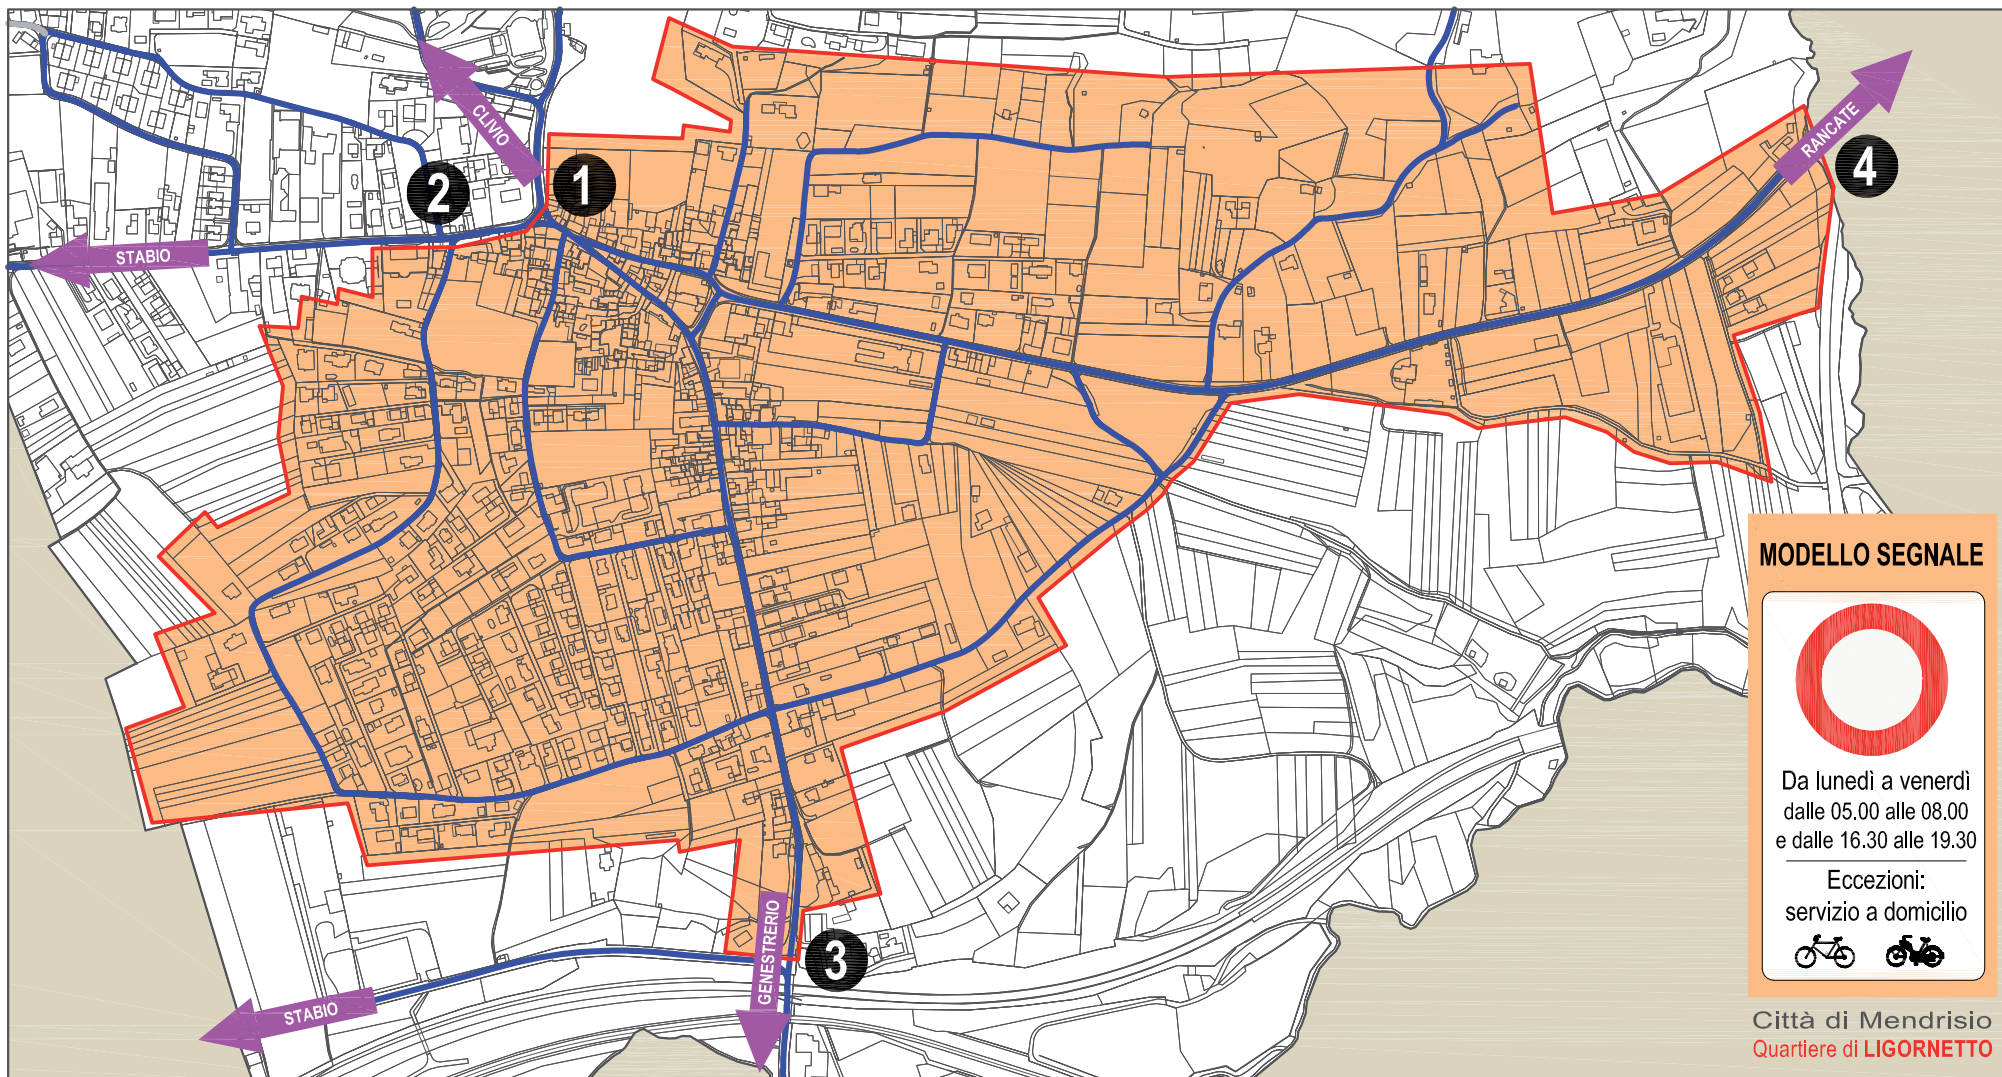 CLIVIO
RANCATE
1
2
4
STABIO
MODELLO SEGNALE
Da lunedì a venerdì
dalle 05.00 alle 08.00
e dalle 16.30 alle 19.30
Eccezioni:
servizio a domicilio
GENESTRERIO
3
STABIO
Città di Mendrisio
Quartiere di LIGORNETTO